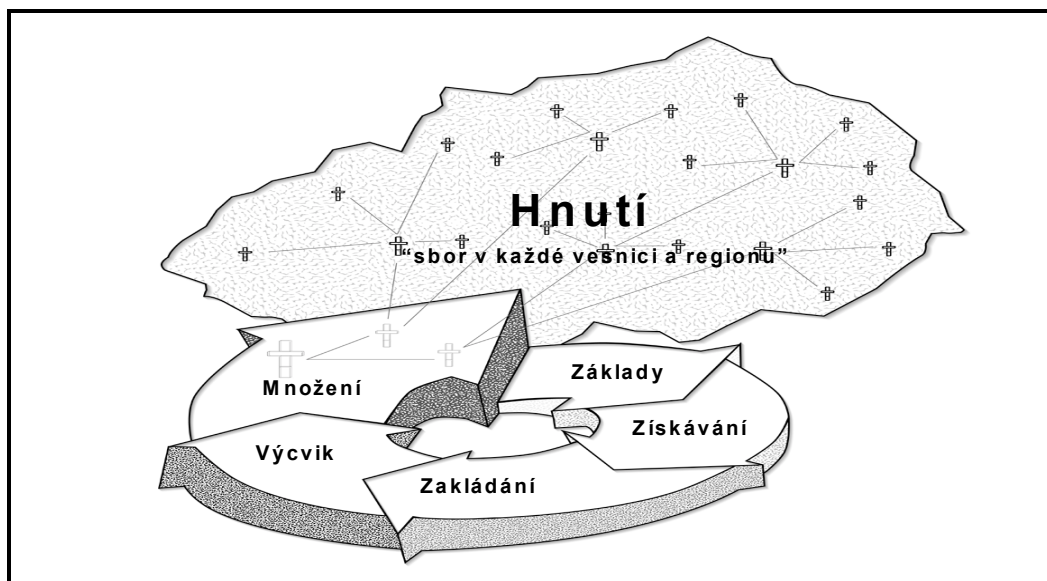 Hnutí
“sbor v každé vesnici a regionu”
Množení
Základy
Získávání
Výcvik
Zakládání